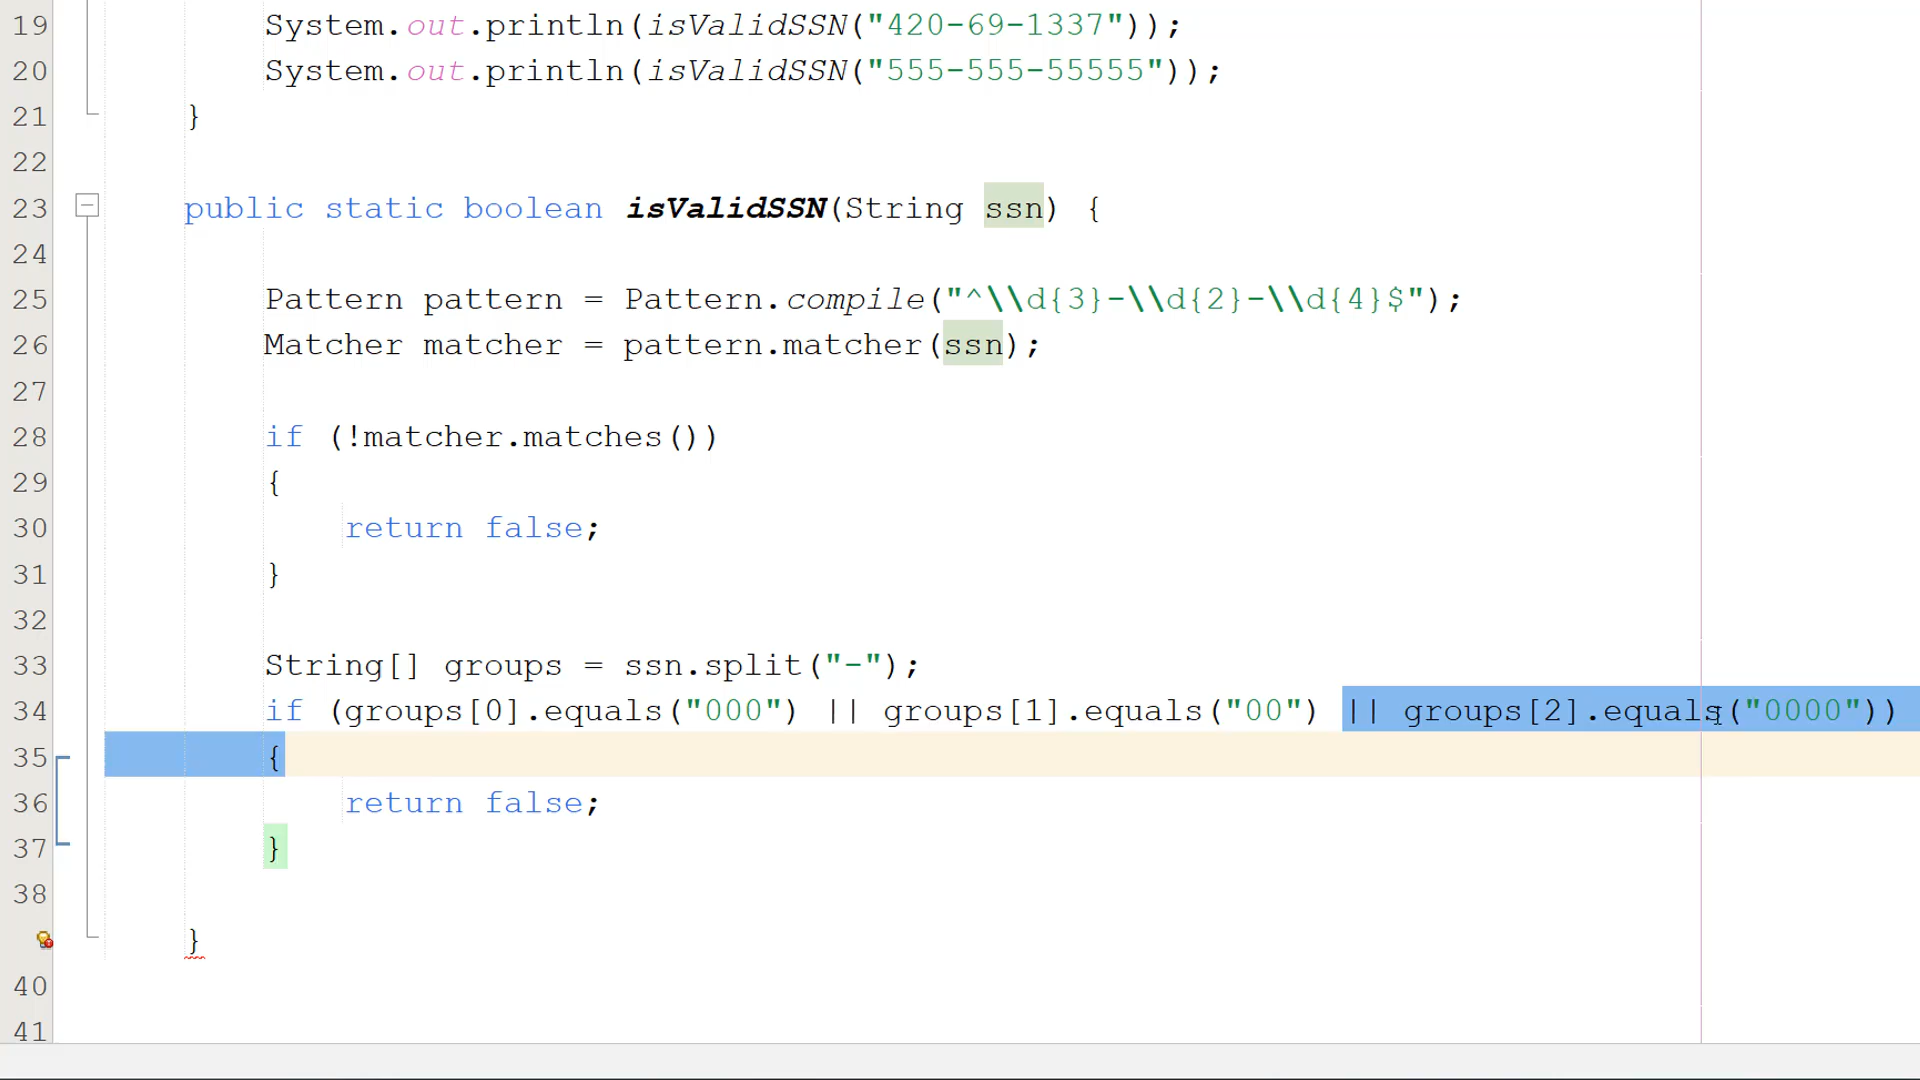 19 System.out.println(isValidSSN("420-69-1337"));
20 System.out.println(isValidSSN("555-555-55555"));
21 }
22
23 public static boolean isValidSSN(String ssn) {
24
25 Pattern pattern = Pattern.compile("^\\d{3}-\\d{2}-\\d{4}$");
26 Matcher matcher = pattern.matcher(ssn);
27
28 if (!matcher.matches())
29 {
30 return false;
31 }
32
33 String[] groups = ssn.split("-");
34 if (groups[0].equals("000") || groups[1].equals("00") || groups[2].equals("0000"))
35 {
36 return false;
37 }
38
}
40
41